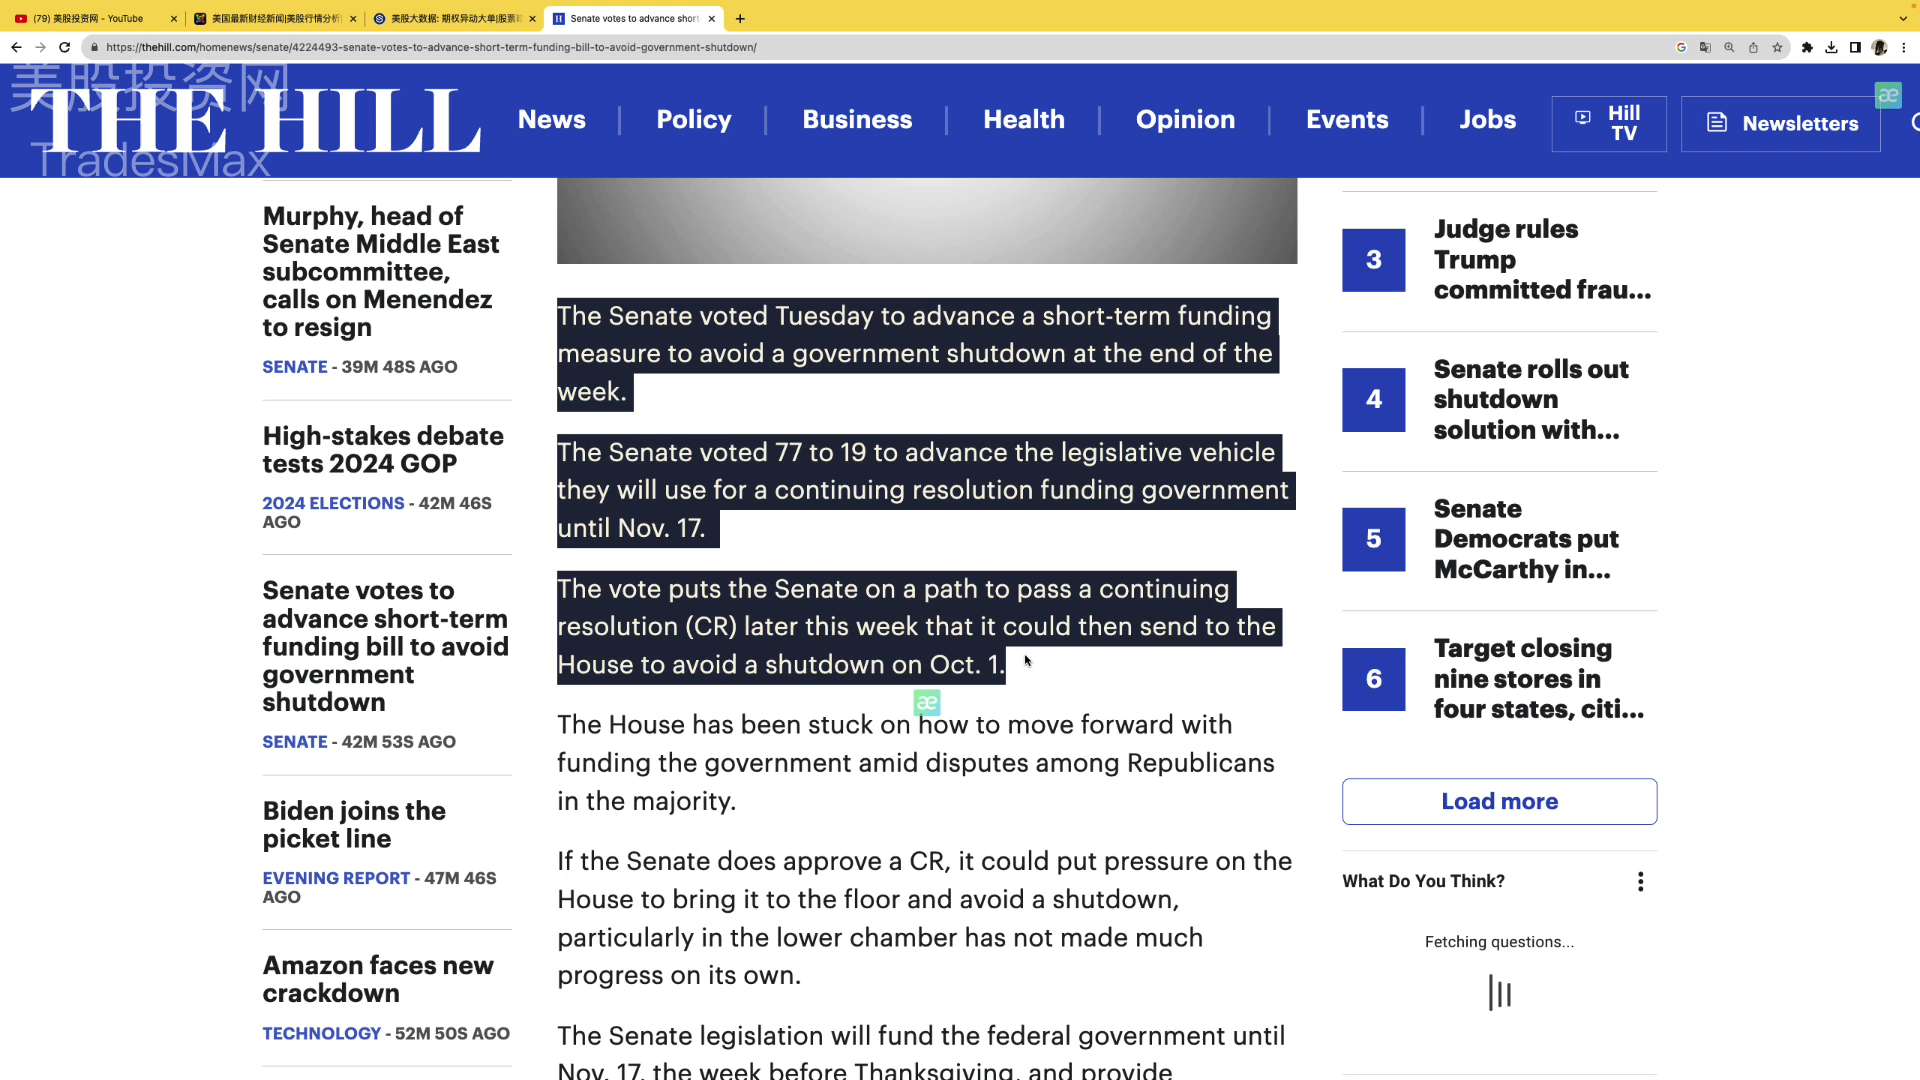 (79) 美股投资网 - YouTube
美国最新财经新闻|美股行情分析
美股大数据: 期权异动大单|股票
Senate votes to advance short
https://thehill.com/homenews/senate/4224493-senate-votes-to-advance-short-term-funding-bill-to-avoid-government-shutdown/
美股投资网
THE HILL
TradesMax
News
Policy
Business
Health
Opinion
Events
Jobs
Hill
TV
Newsletters
æ
Murphy, head of
Senate Middle East
subcommittee,
calls on Menendez
to resign
SENATE - 39M 48S AGO
High-stakes debate
tests 2024 GOP
2024 ELECTIONS - 42M 46S
AGO
Senate votes to
advance short-term
funding bill to avoid
government
shutdown
SENATE - 42M 53S AGO
Biden joins the
picket line
EVENING REPORT - 47M 46S
AGO
Amazon faces new
crackdown
TECHNOLOGY - 52M 50S AGO
The Senate voted Tuesday to advance a short-term funding
measure to avoid a government shutdown at the end of the
week.
The Senate voted 77 to 19 to advance the legislative vehicle
they will use for a continuing resolution funding government
until Nov. 17.
The vote puts the Senate on a path to pass a continuing
resolution (CR) later this week that it could then send to the
House to avoid a shutdown on Oct. 1.
æ
The House has been stuck on how to move forward with
funding the government amid disputes among Republicans
in the majority.
If the Senate does approve a CR, it could put pressure on the
House to bring it to the floor and avoid a shutdown,
particularly in the lower chamber has not made much
progress on its own.
The Senate legislation will fund the federal government until
Nov. 17, the week before Thanksgiving, and provide
3
Judge rules
Trump
committed frau...
4
Senate rolls out
shutdown
solution with...
5
Senate
Democrats put
McCarthy in...
6
Target closing
nine stores in
four states, citi...
Load more
What Do You Think?
Fetching questions...